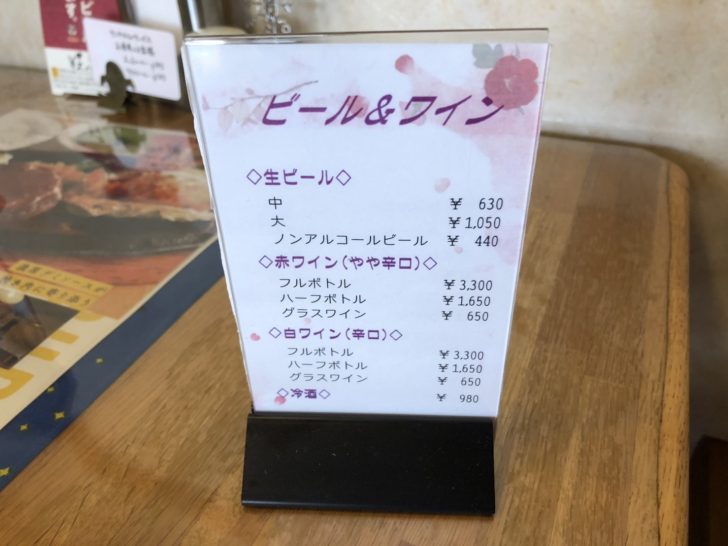 ビール&ワイン
◇生ビール◇
中 ¥ 630
大 ¥1,050
ノンアルコールビール ¥ 440
◇赤ワイン(やや辛口)◇
フルボトル ¥3,300
ハーフボトル ¥1,650
グラスワイン ¥ 650
◇白ワイン(辛口)◇
フルボトル ¥3,300
ハーフボトル ¥1,650
グラスワイン ¥ 650
◇冷酒◇ ¥ 980